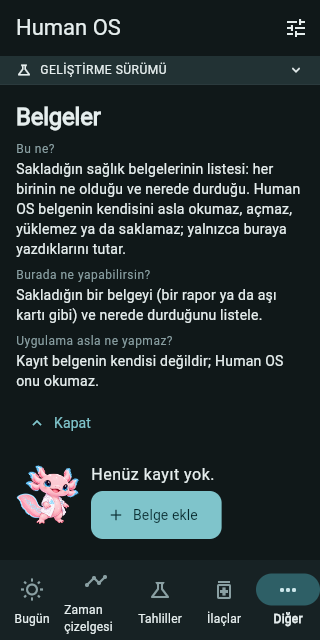 Human OS
GELİŞTİRME SÜRÜMÜ
Belgeler
Bu ne?
Sakladığın sağlık belgelerinin listesi: her
birinin ne olduğu ve nerede durduğu. Human
OS belgenin kendisini asla okumaz, açmaz,
yüklemez ya da saklamaz; yalnızca buraya
yazdıklarını tutar.
Burada ne yapabilirsin?
Sakladığın bir belgeyi (bir rapor ya da aşı
kartı gibi) ve nerede durduğunu listele.
Uygulama asla ne yapmaz?
Kayıt belgenin kendisi değildir; Human OS
onu okumaz.
Kapat
Henüz kayıt yok.
Belge ekle
Bugün
Zaman
çizelgesi
Tahliller
İlaçlar
Diğer